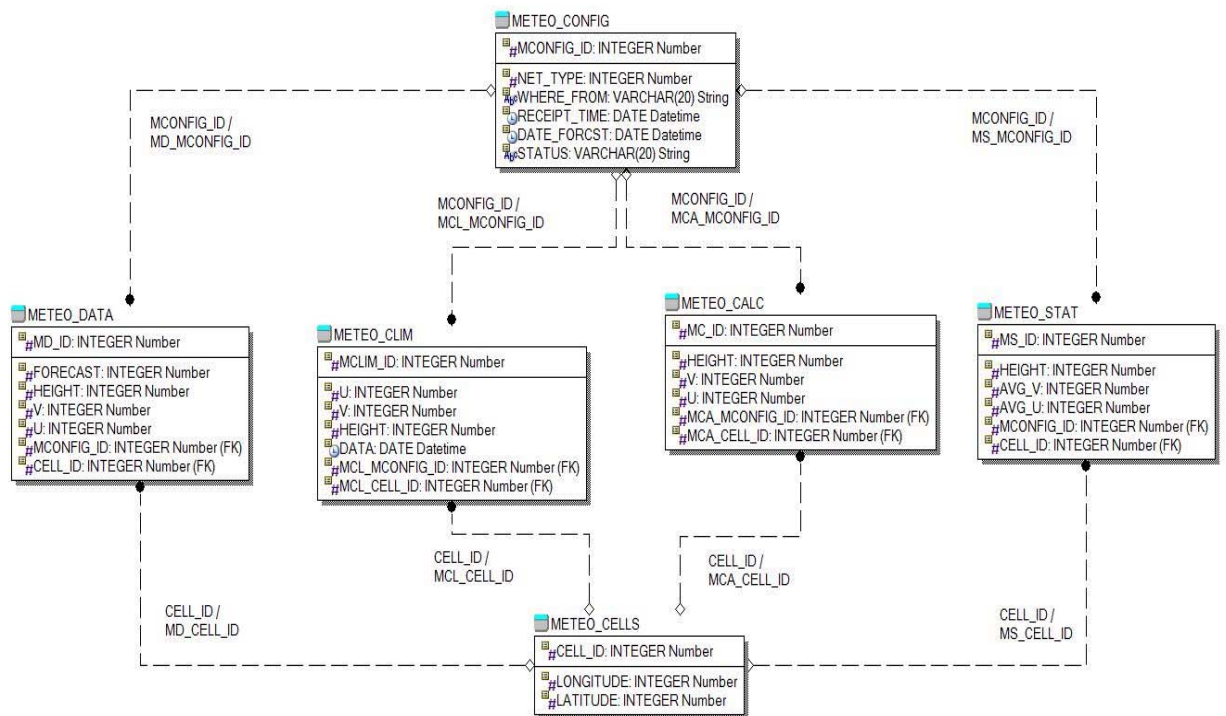 METEO_CONFIG
#MCONFIG_ID: INTEGER Number
#NET_TYPE: INTEGER Number
WHERE_FROM: VARCHAR(20) String
RECEIPT_TIME: DATE Datetime
DATE_FORCST: DATE Datetime
STATUS: VARCHAR(20) String
MCONFIG_ID /
MD_MCONFIG_ID
MCONFIG_ID /
MCL_MCONFIG_ID
MCONFIG_ID /
MCA_MCONFIG_ID
MCONFIG_ID /
MS_MCONFIG_ID
METEO_DATA
#MD_ID: INTEGER Number
#FORECAST: INTEGER Number
#HEIGHT: INTEGER Number
#V: INTEGER Number
#U: INTEGER Number
#MCONFIG_ID: INTEGER Number (FK)
#CELL_ID: INTEGER Number (FK)
METEO_CLIM
#MCLIM_ID: INTEGER Number
#U: INTEGER Number
#V: INTEGER Number
#HEIGHT: INTEGER Number
DATA: DATE Datetime
#MCL_MCONFIG_ID: INTEGER Number (FK)
#MCL_CELL_ID: INTEGER Number (FK)
METEO_CALC
#MC_ID: INTEGER Number
#HEIGHT: INTEGER Number
#V: INTEGER Number
#U: INTEGER Number
#MCA_MCONFIG_ID: INTEGER Number (FK)
#MCA_CELL_ID: INTEGER Number (FK)
METEO_STAT
#MS_ID: INTEGER Number
#HEIGHT: INTEGER Number
#AVG_V: INTEGER Number
#AVG_U: INTEGER Number
#MCONFIG_ID: INTEGER Number (FK)
#CELL_ID: INTEGER Number (FK)
CELL_ID /
MD_CELL_ID
CELL_ID /
MCL_CELL_ID
CELL_ID /
MCA_CELL_ID
CELL_ID /
MS_CELL_ID
METEO_CELLS
#CELL_ID: INTEGER Number
#LONGITUDE: INTEGER Number
#LATITUDE: INTEGER Number